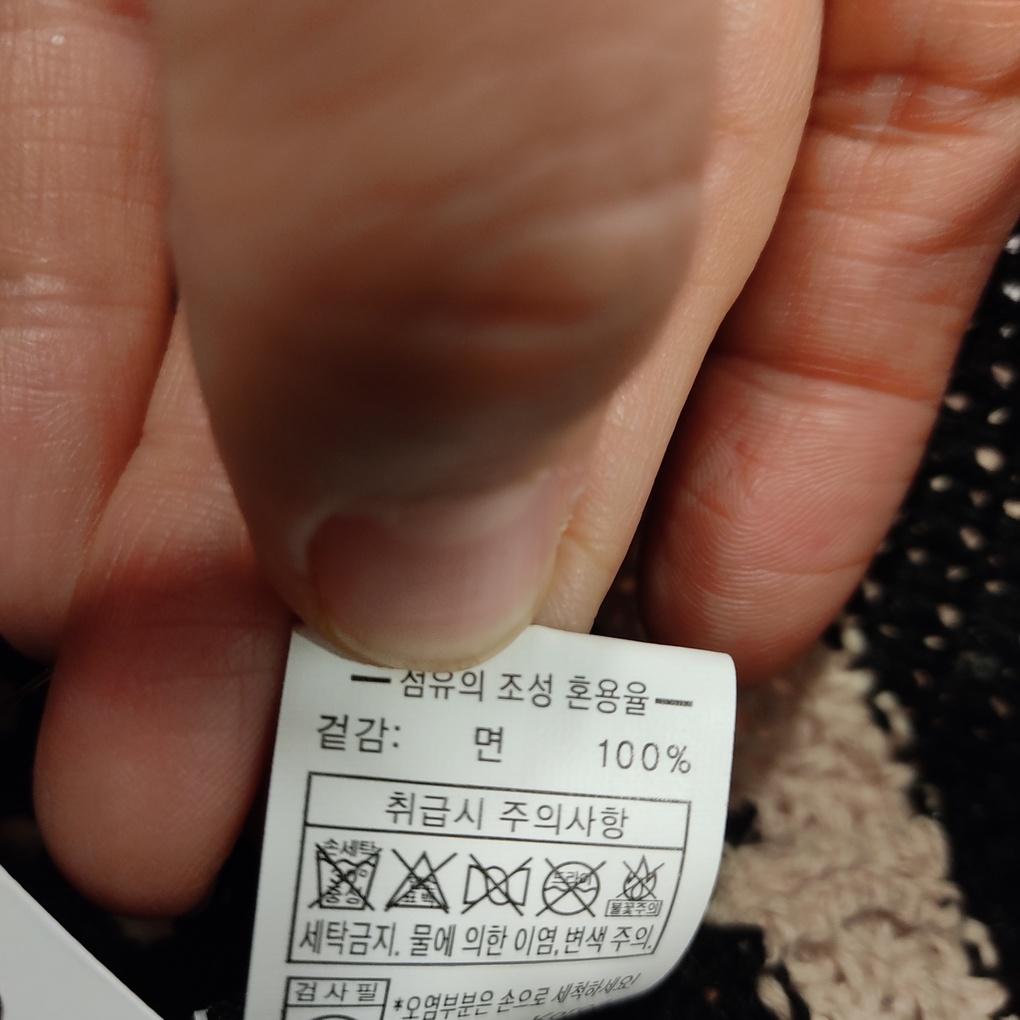 섬유의 조성 혼용율
겉감: 면 100%
취급시 주의사항
손세탁 30° 중성 표백 드라이 불꽃주의
세탁금지. 물에 의한 이염,변색 주의.
검사필
*오염부분은 손으로 세척하세요!